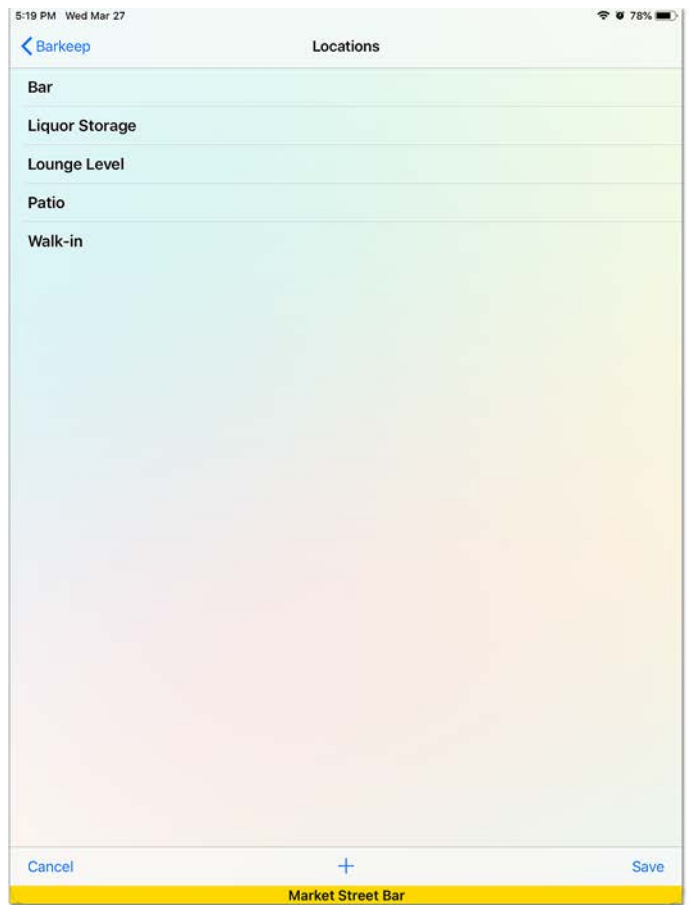 5:19 PM Wed Mar 27 78%
Barkeep Locations
Bar
Liquor Storage
Lounge Level
Patio
Walk-in
Cancel + Save
Market Street Bar